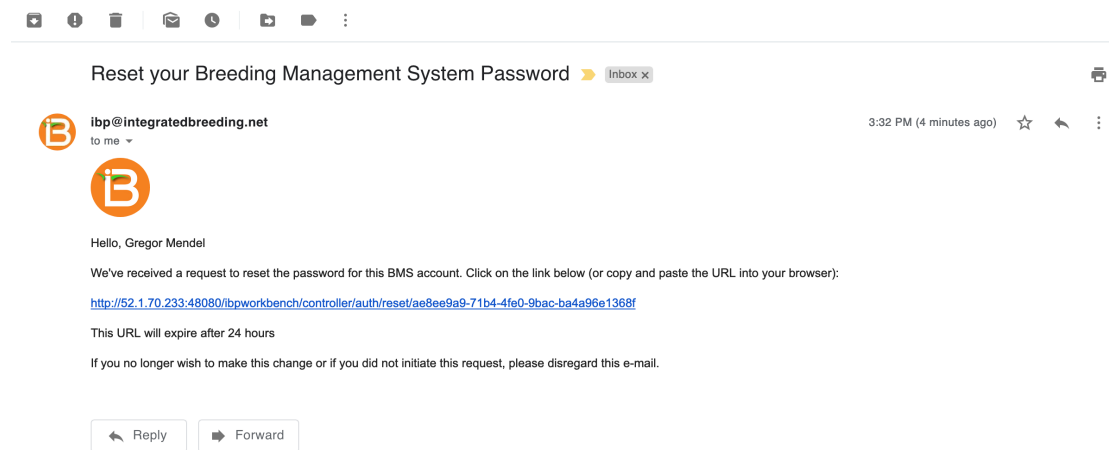 Reset your Breeding Management System Password Inbox x
ibp@integratedbreeding.net 3:32 PM (4 minutes ago)
to me
iB
iB
Hello, Gregor Mendel
We've received a request to reset the password for this BMS account. Click on the link below (or copy and paste the URL into your browser):
http://52.1.70.233:48080/ibpworkbench/controller/auth/reset/ae8ee9a9-71b4-4fe0-9bac-ba4a96e1368f
This URL will expire after 24 hours
If you no longer wish to make this change or if you did not initiate this request, please disregard this e-mail.
Reply Forward